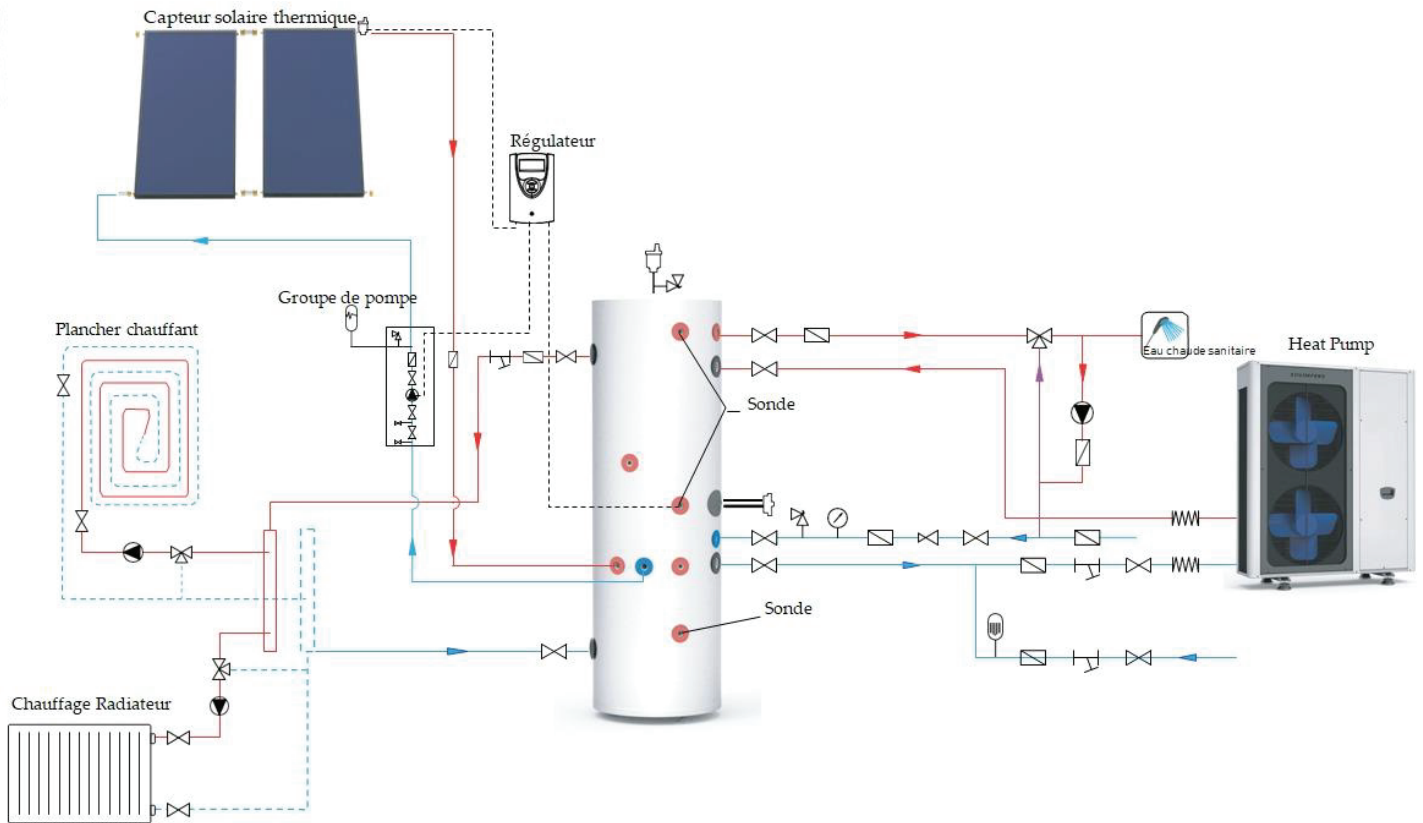 Capteur solaire thermique
Régulateur
Groupe de pompe
Plancher chauffant
Eau chaude sanitaire
Heat Pump
Sonde
Sonde
Chauffage Radiateur